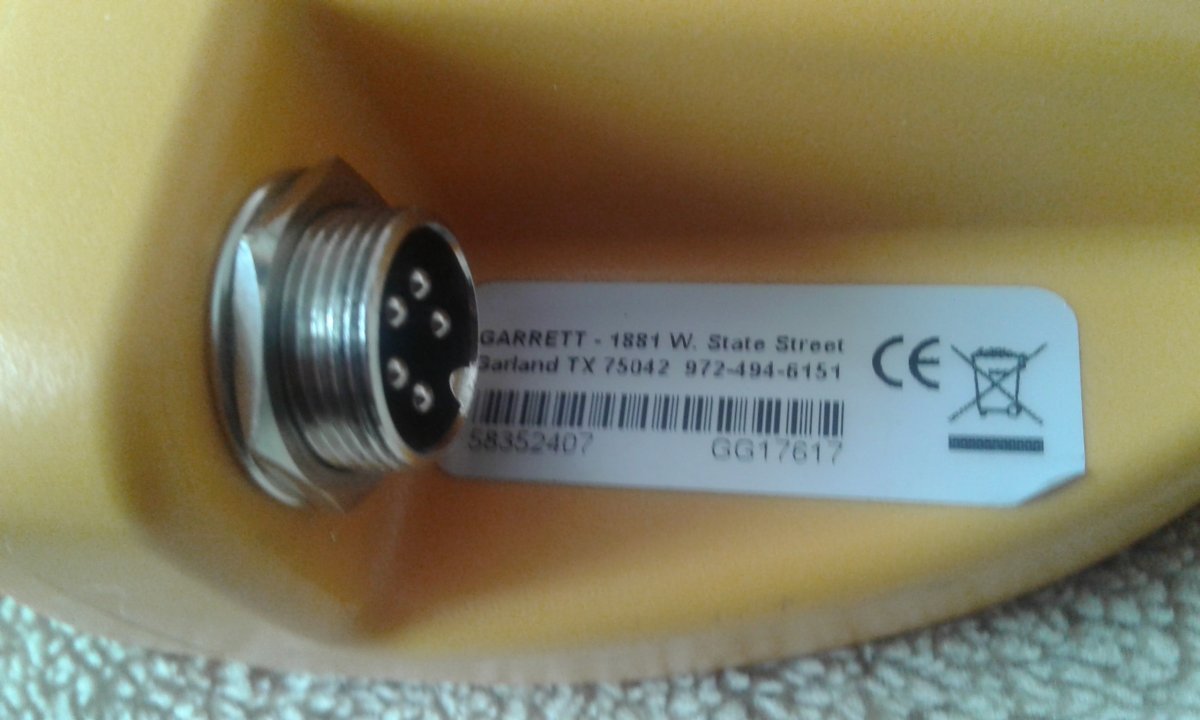 GARRETT - 1881 W. State Street
Garland TX 75042 972-494-6151
CE
58352407 GG17617